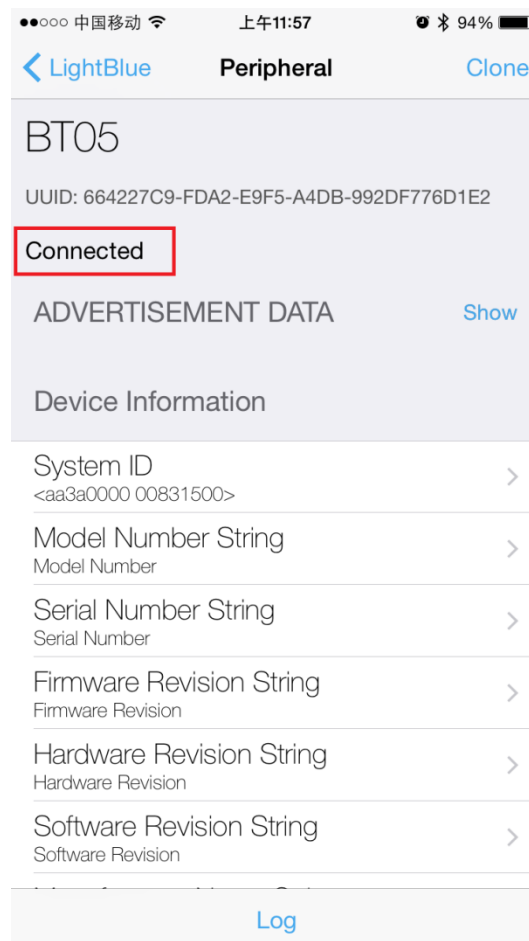 中国移动 上午11:57 94%
LightBlue Peripheral Clone
BT05
UUID: 664227C9-FDA2-E9F5-A4DB-992DF776D1E2
Connected
ADVERTISEMENT DATA Show
Device Information
System ID
<aa3a0000 00831500>
Model Number String
Model Number
Serial Number String
Serial Number
Firmware Revision String
Firmware Revision
Hardware Revision String
Hardware Revision
Software Revision String
Software Revision
Log